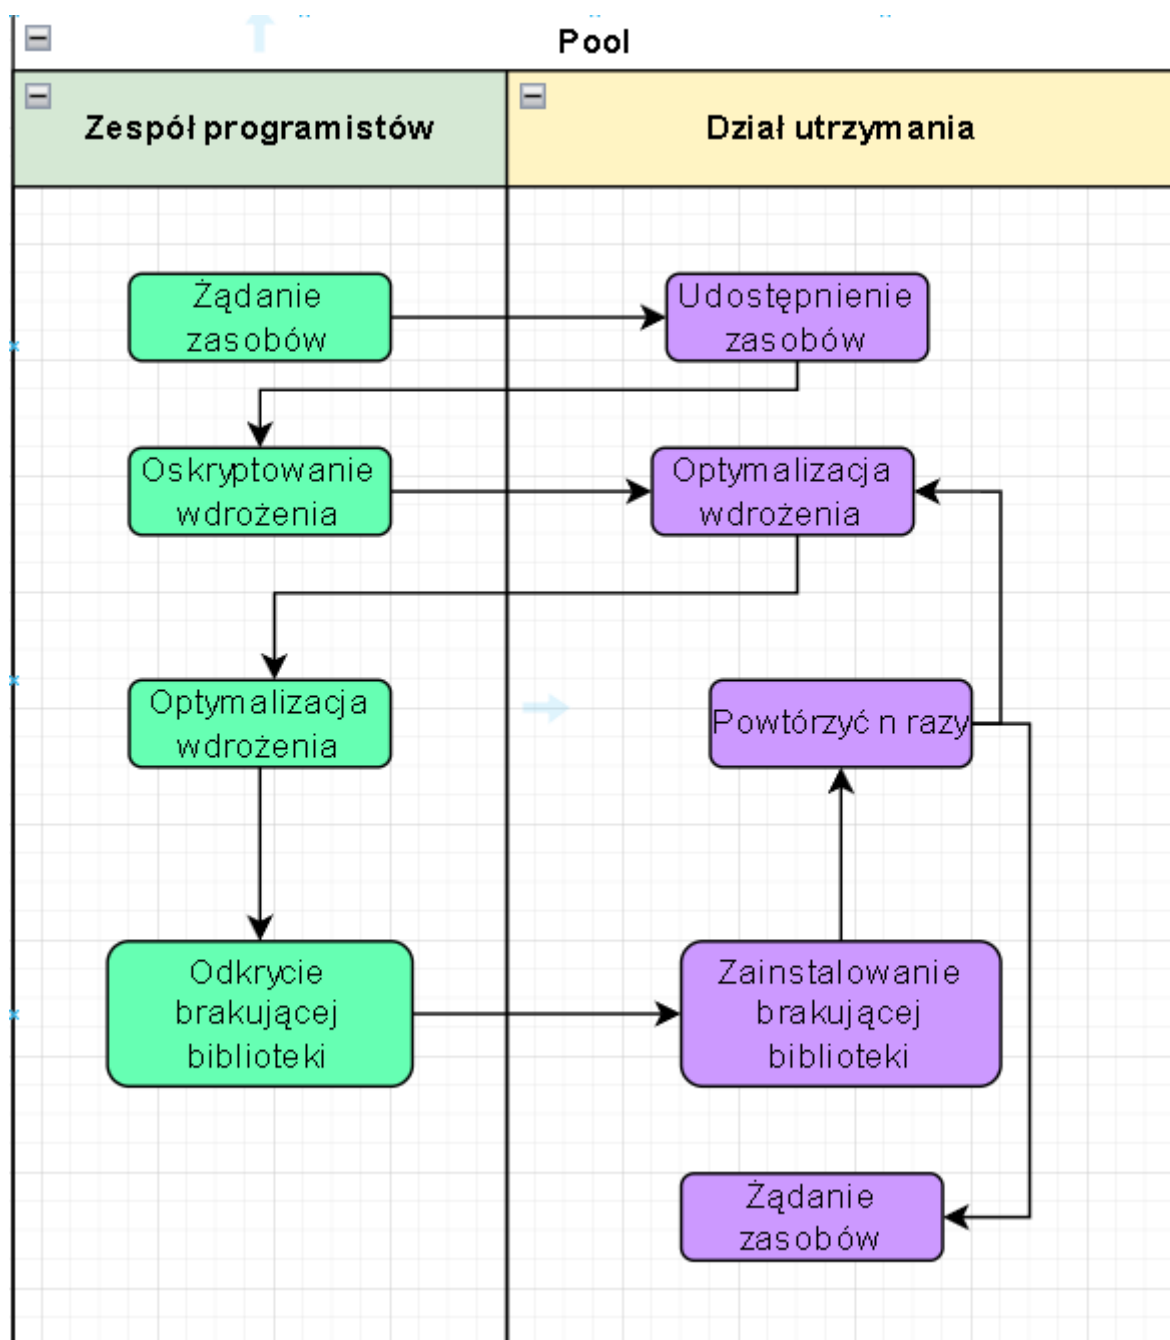 Pool
Zespół programistów
Dział utrzymania
Żądanie
zasobów
Udostępnienie
zasobów
Oskryptowanie
wdrożenia
Optymalizacja
wdrożenia
Optymalizacja
wdrożenia
Powtórzyć n razy
Odkrycie
brakującej
biblioteki
Zainstalowanie
brakującej
biblioteki
Żądanie
zasobów